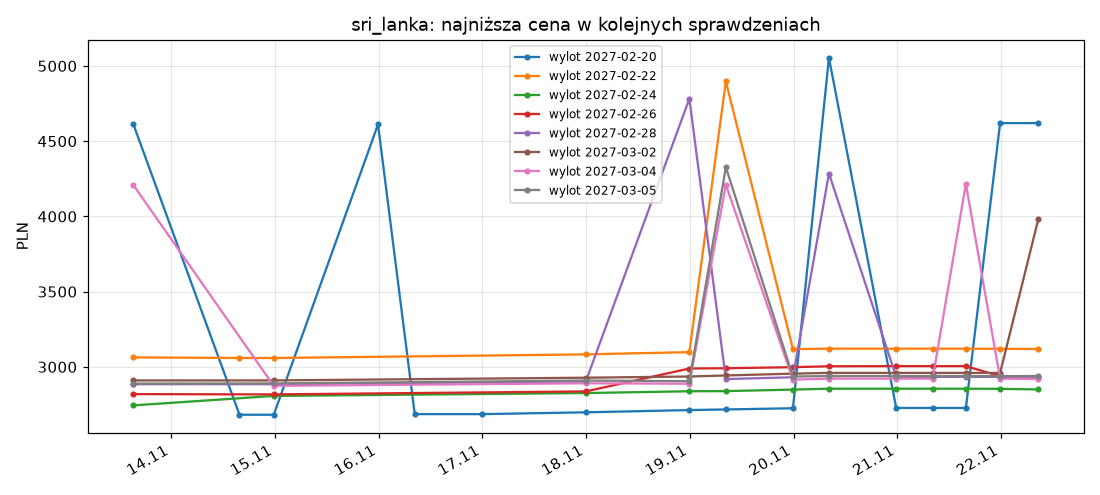 sri_lanka: najniższa cena w kolejnych sprawdzeniach
PLN
5000
4500
4000
3500
3000
wylot 2027-02-20
wylot 2027-02-22
wylot 2027-02-24
wylot 2027-02-26
wylot 2027-02-28
wylot 2027-03-02
wylot 2027-03-04
wylot 2027-03-05
14.11
15.11
16.11
17.11
18.11
19.11
20.11
21.11
22.11